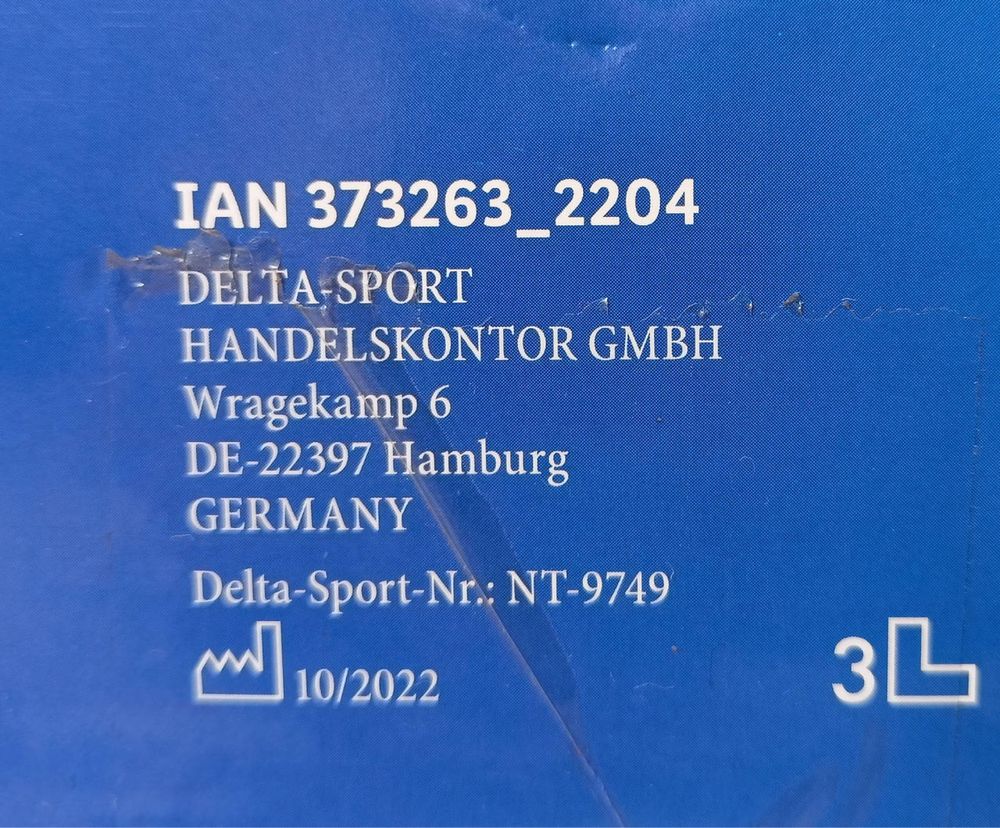 IAN 373263_2204
DELTA-SPORT
HANDELSKONTOR GMBH
Wragekamp 6
DE-22397 Hamburg
GERMANY
Delta-Sport-Nr.: NT-9749
10/2022
3